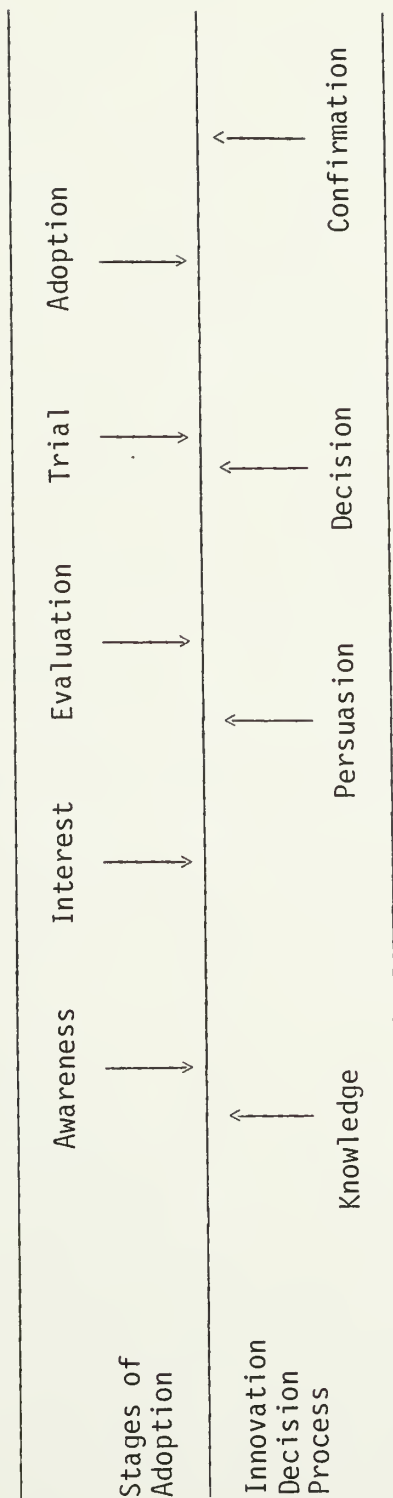 Awareness Interest Evaluation Trial Adoption
Stages of
Adoption
Innovation
Decision
Process
Knowledge Persuasion Decision Confirmation